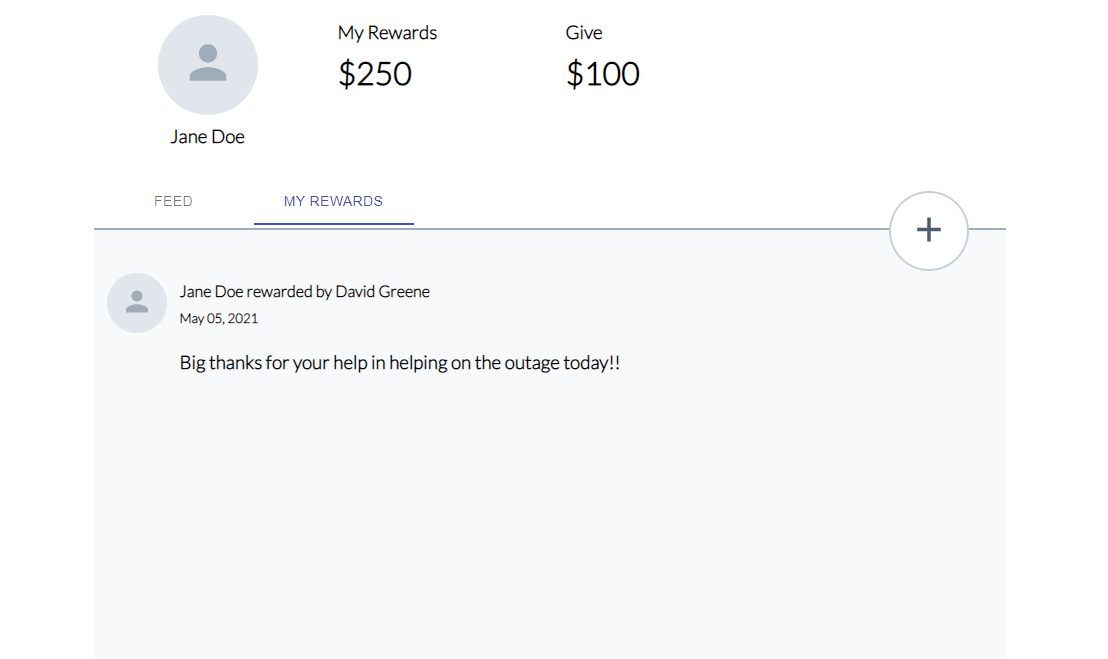 My Rewards
Give
$250
$100
Jane Doe
FEED
MY REWARDS
+
Jane Doe rewarded by David Greene
May 05, 2021
Big thanks for your help in helping on the outage today!!